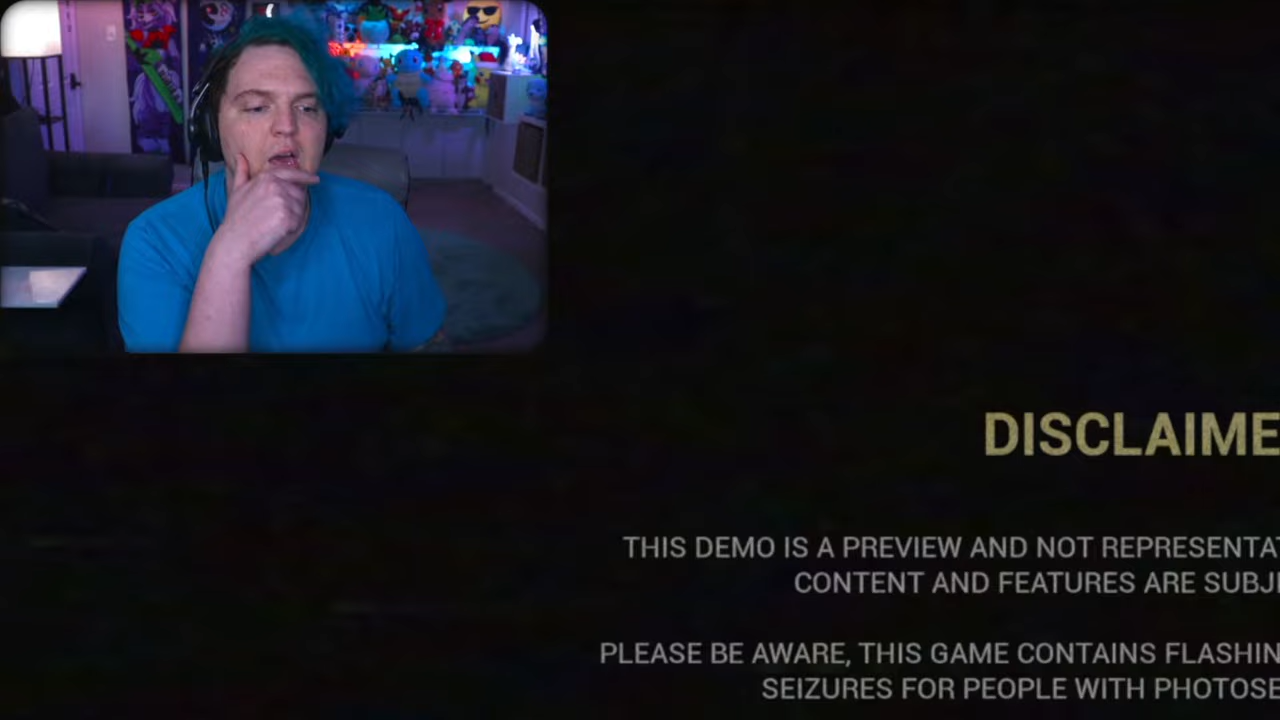 DISCLAIME
THIS DEMO IS A PREVIEW AND NOT REPRESENTAT
CONTENT AND FEATURES ARE SUBJE
PLEASE BE AWARE, THIS GAME CONTAINS FLASHIN
SEIZURES FOR PEOPLE WITH PHOTOSE